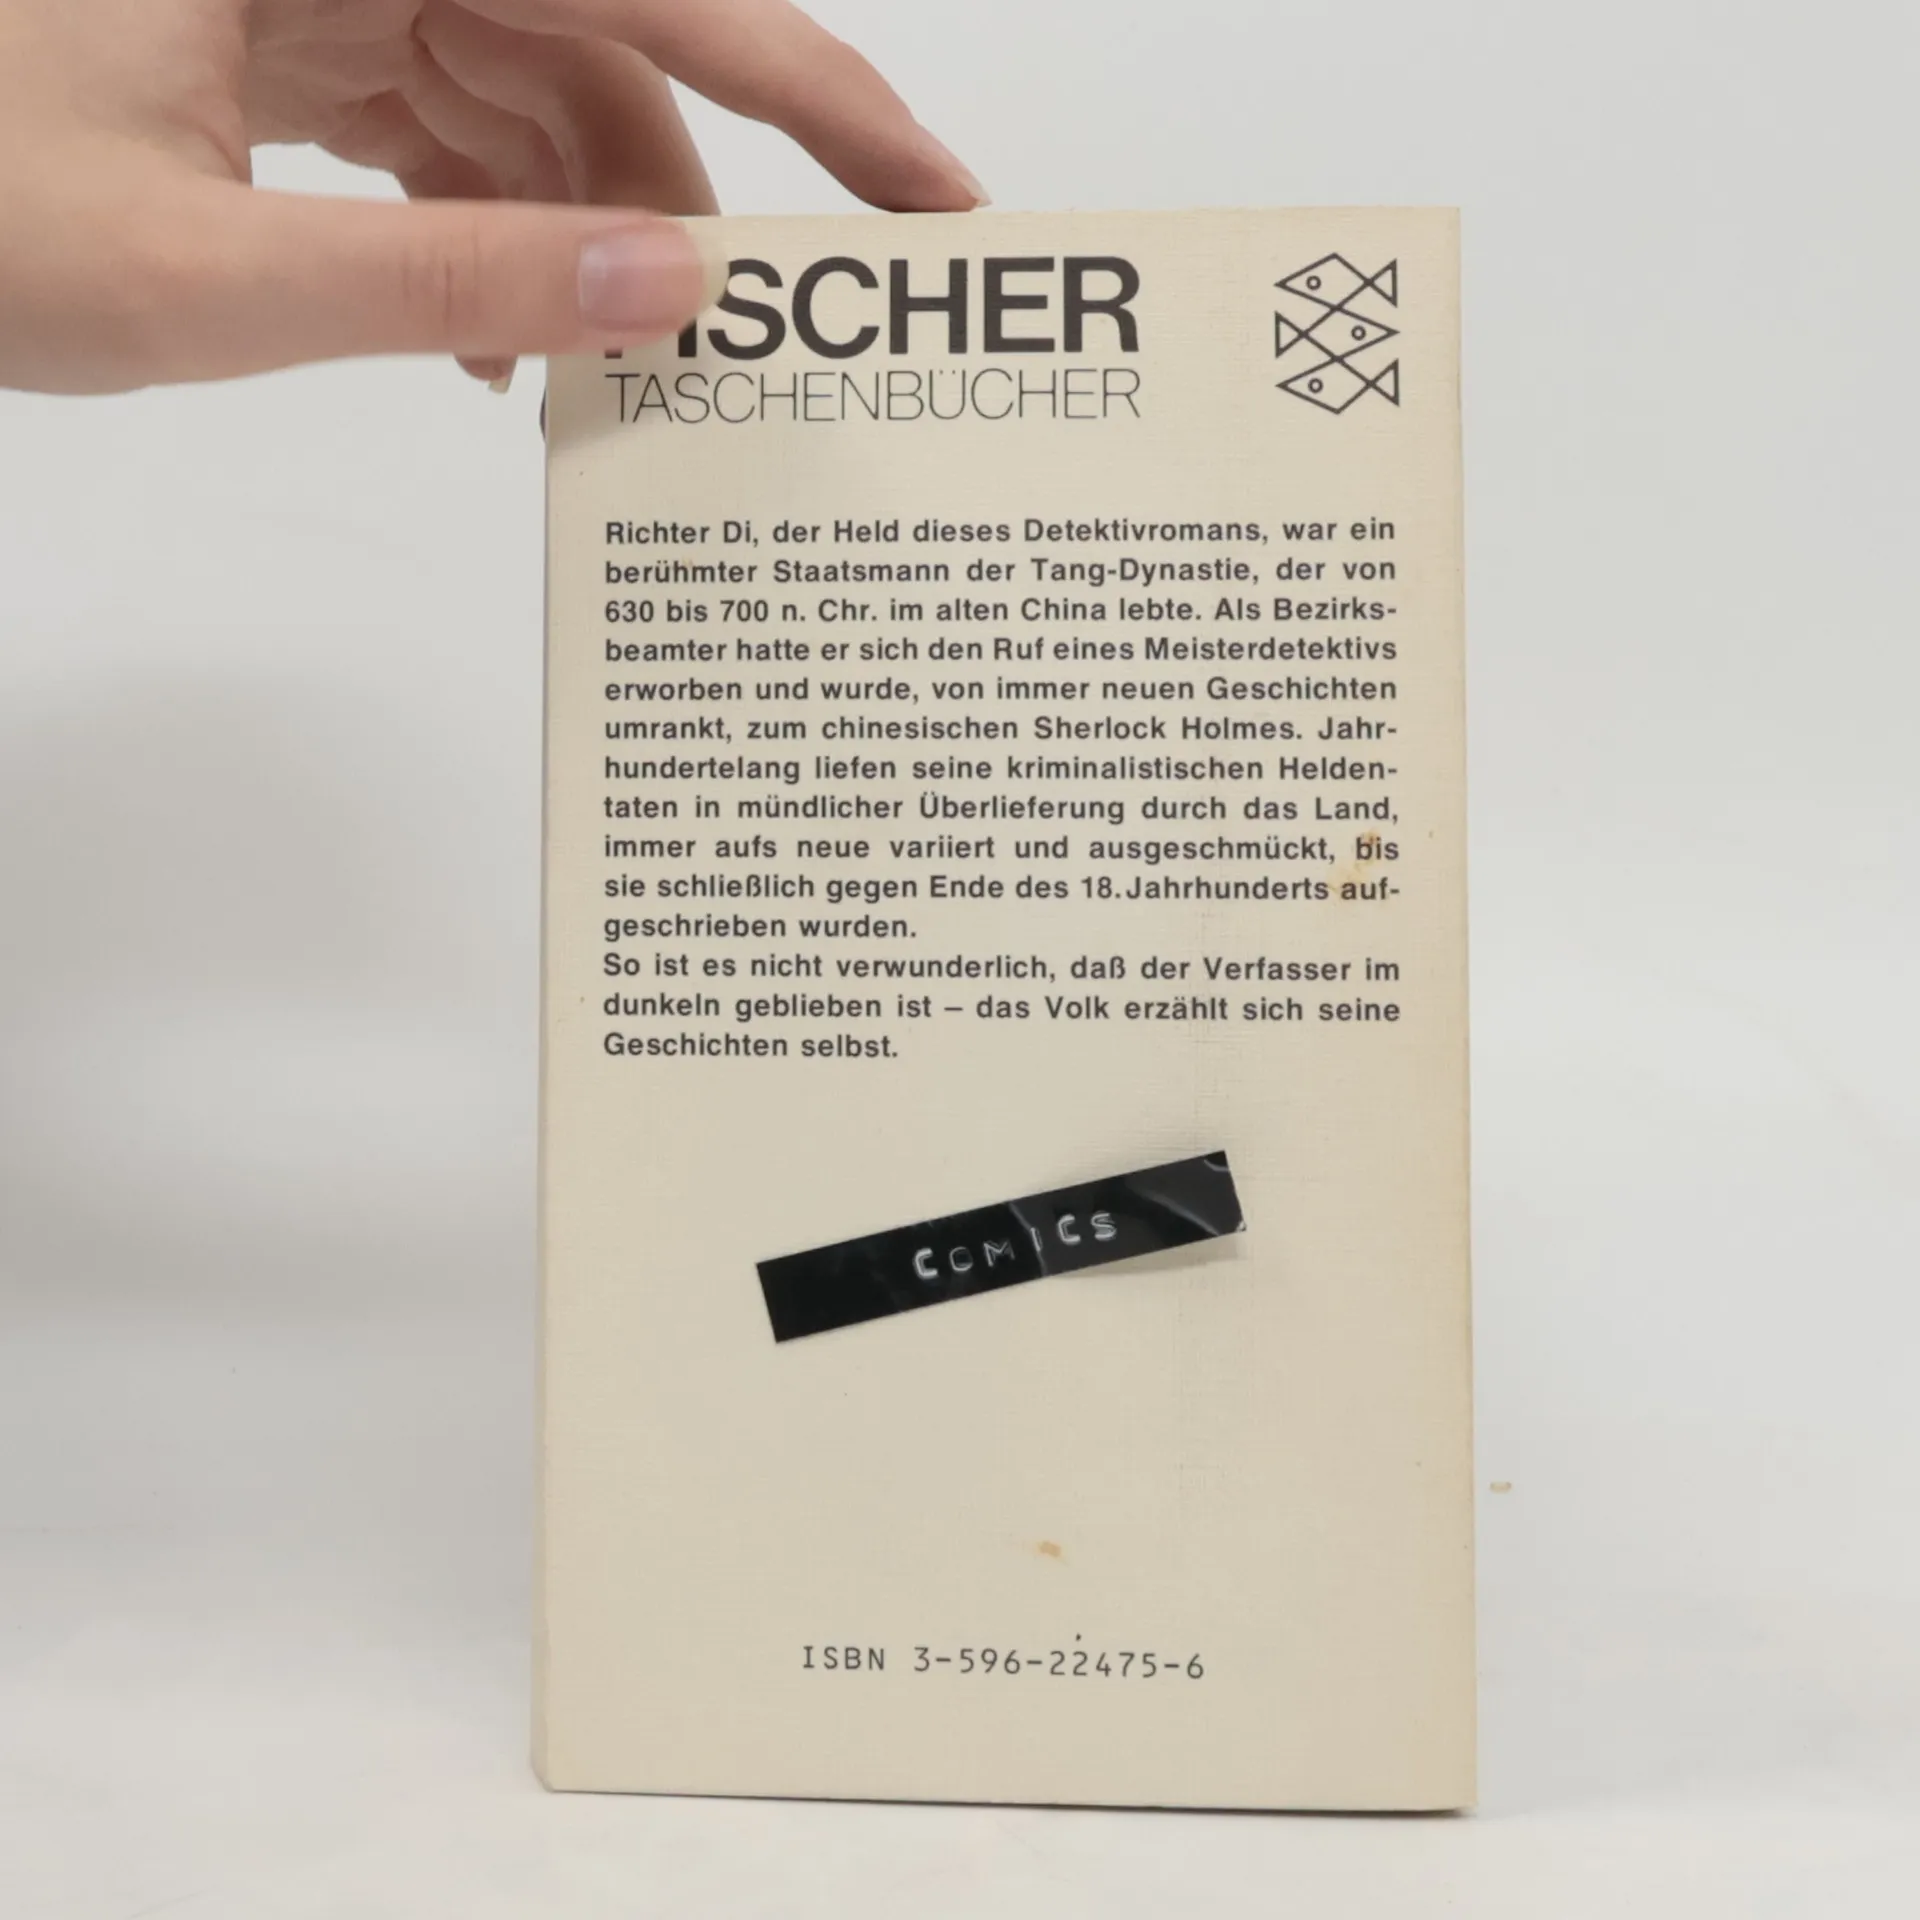 FISCHER
TASCHENBÜCHER
Richter Di, der Held dieses Detektivromans, war ein
berühmter Staatsmann der Tang-Dynastie, der von
630 bis 700 n. Chr. im alten China lebte. Als Bezirks-
beamter hatte er sich den Ruf eines Meisterdetektivs
erworben und wurde, von immer neuen Geschichten
umrankt, zum chinesischen Sherlock Holmes. Jahr-
hundertelang liefen seine kriminalistischen Helden-
taten in mündlicher Überlieferung durch das Land,
immer aufs neue variiert und ausgeschmückt, bis
sie schließlich gegen Ende des 18. Jahrhunderts auf-
geschrieben wurden.
So ist es nicht verwunderlich, daß der Verfasser im
dunkeln geblieben ist – das Volk erzählt sich seine
Geschichten selbst.
COMICS
ISBN 3-596-22475-6